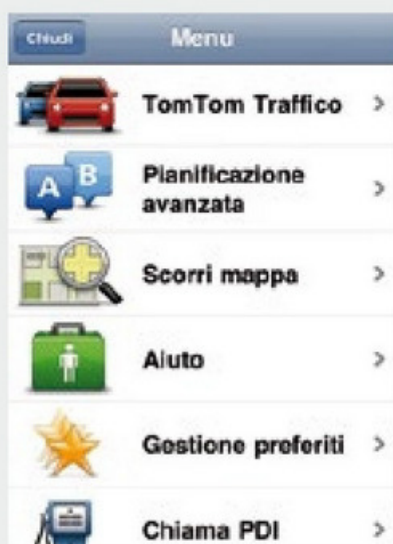 Chiudi Menu
TomTom Traffico
A B
Pianificazione
avanzata
Scorri mappa
Aiuto
Gestione preferiti
Chiama PDI